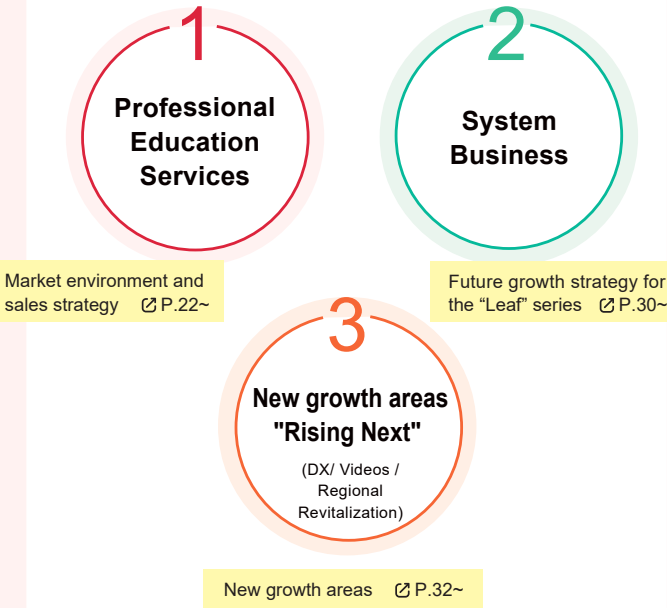 1
Professional
Education
Services
Market environment and
sales strategy P.22~
2
System
Business
Future growth strategy for
the “Leaf” series P.30~
3
New growth areas
"Rising Next"
(DX/ Videos /
Regional
Revitalization)
New growth areas P.32~